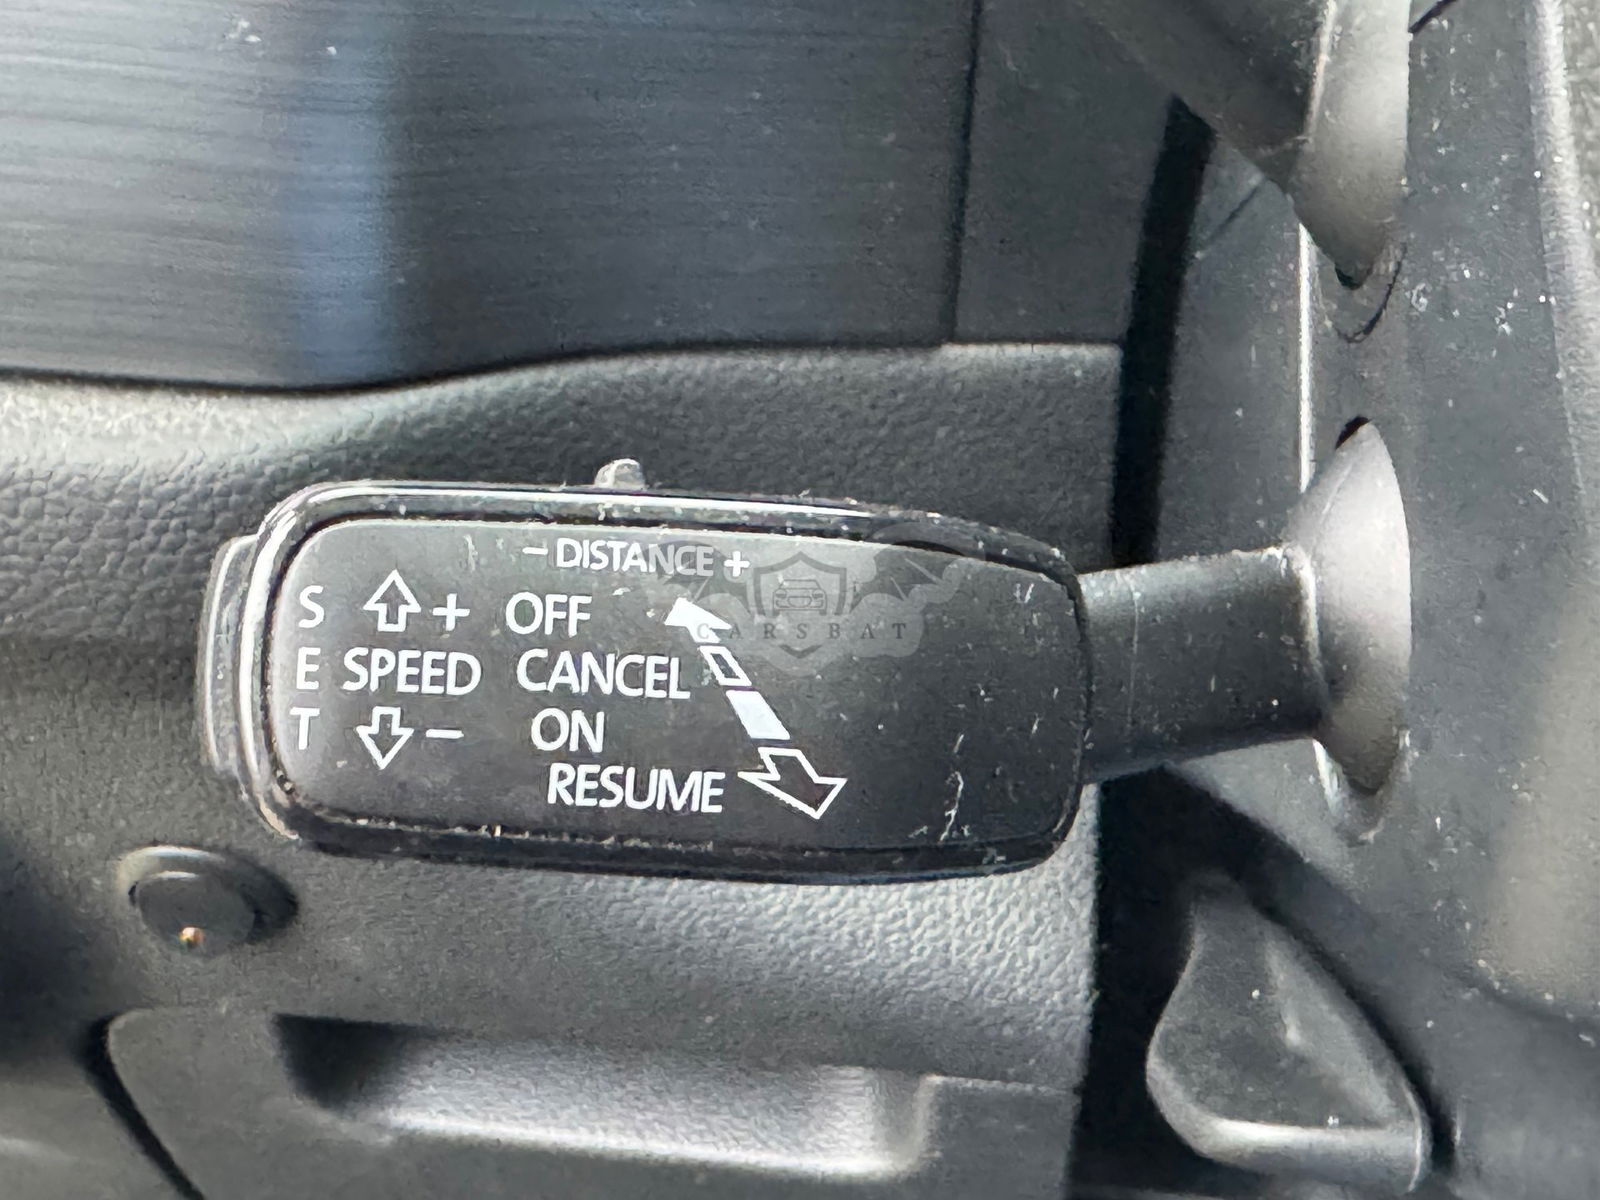 - DISTANCE +
S + OFF
E SPEED CANCEL
T - ON
RESUME
CARSBAT